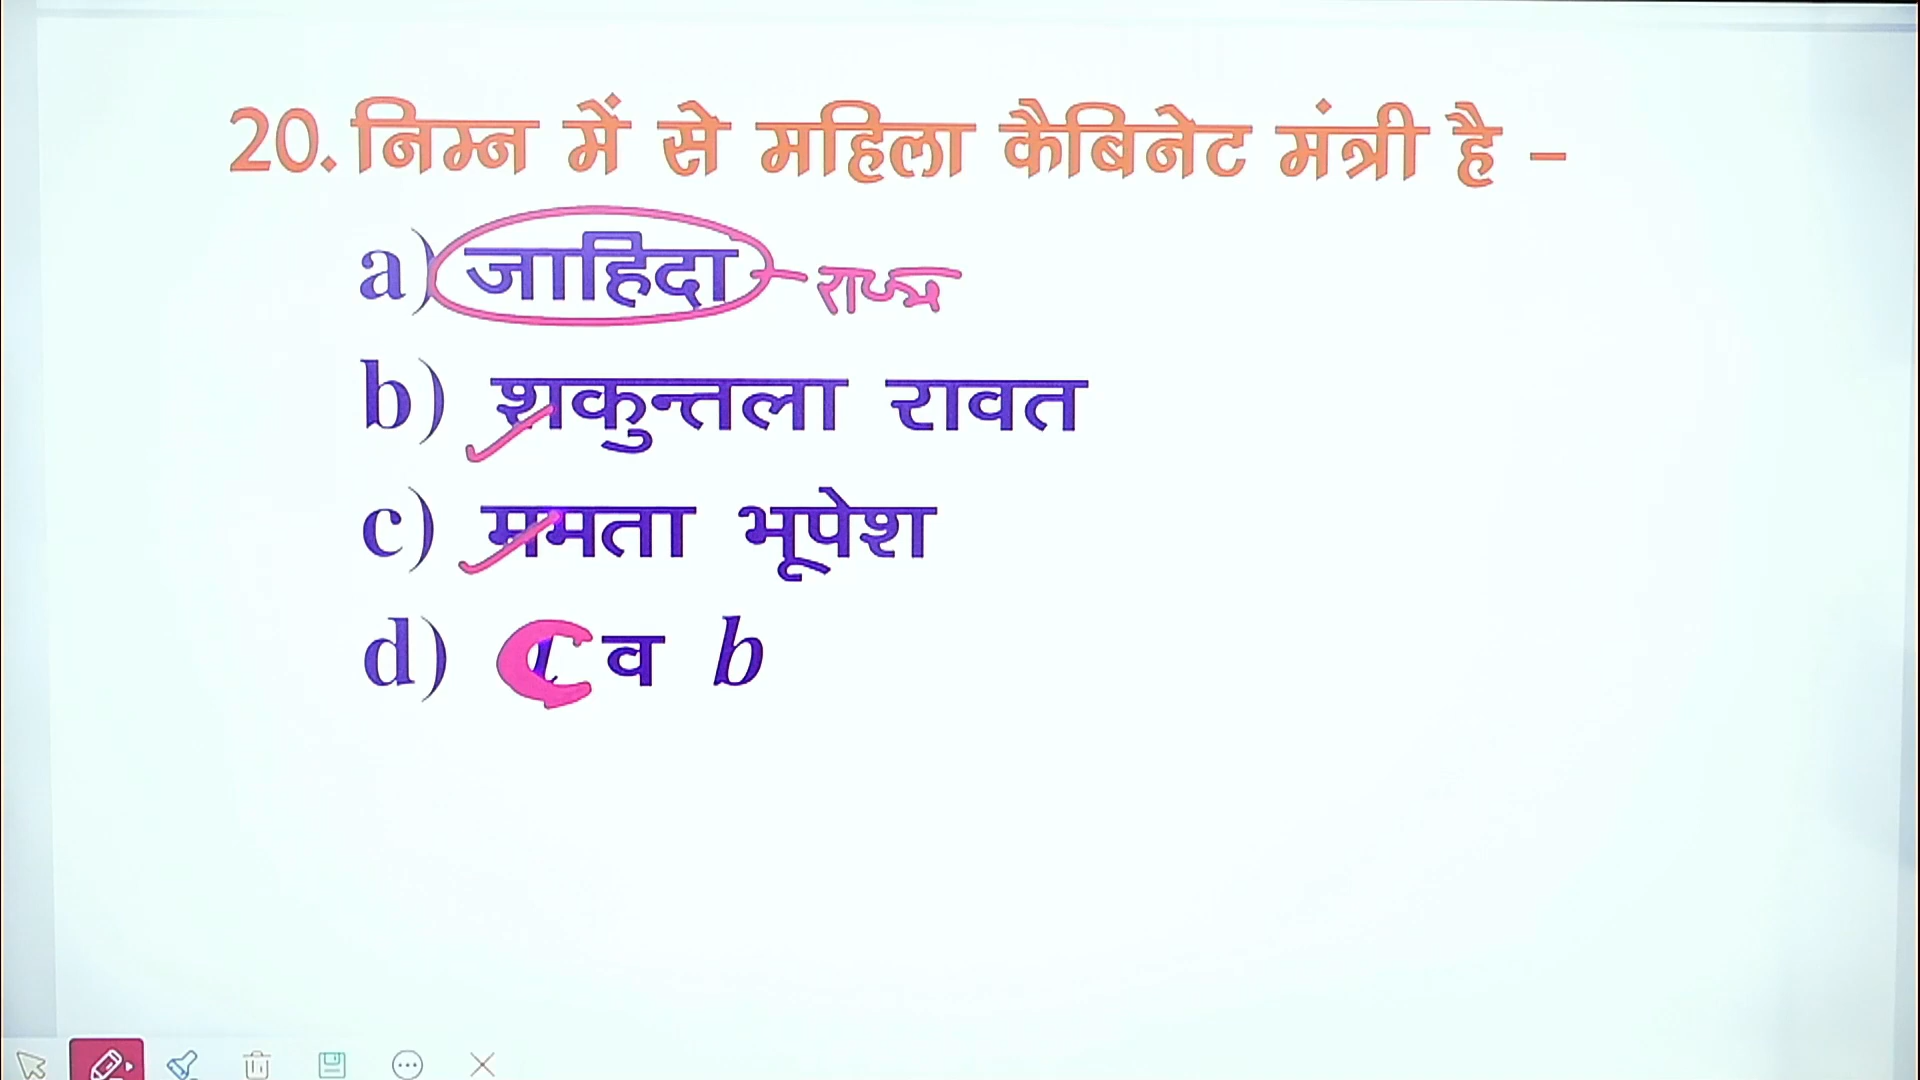 20. निम्न में से महिला कैबिनेट मंत्री है –
a) जाहिदा – राज्य
b) शकुन्तला रावत
c) ममता भूपेश
d) C व b